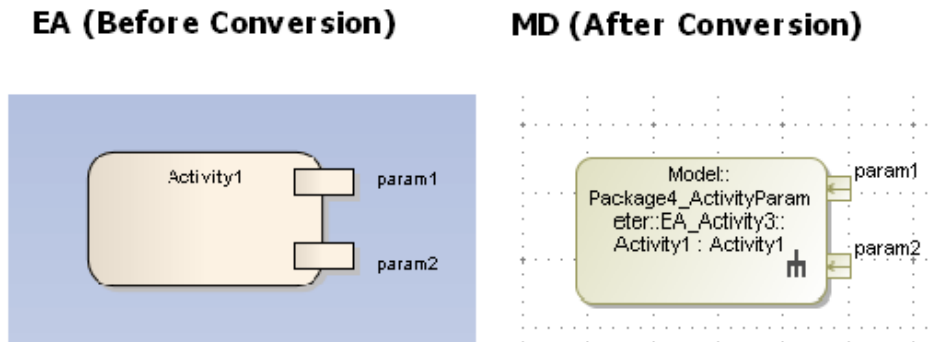 EA (Before Conversion)
MD (After Conversion)
Activity1
param1
param2
Model::
Package4_ActivityParam
eter::EA_Activity3::
Activity1 : Activity1
param1
param2